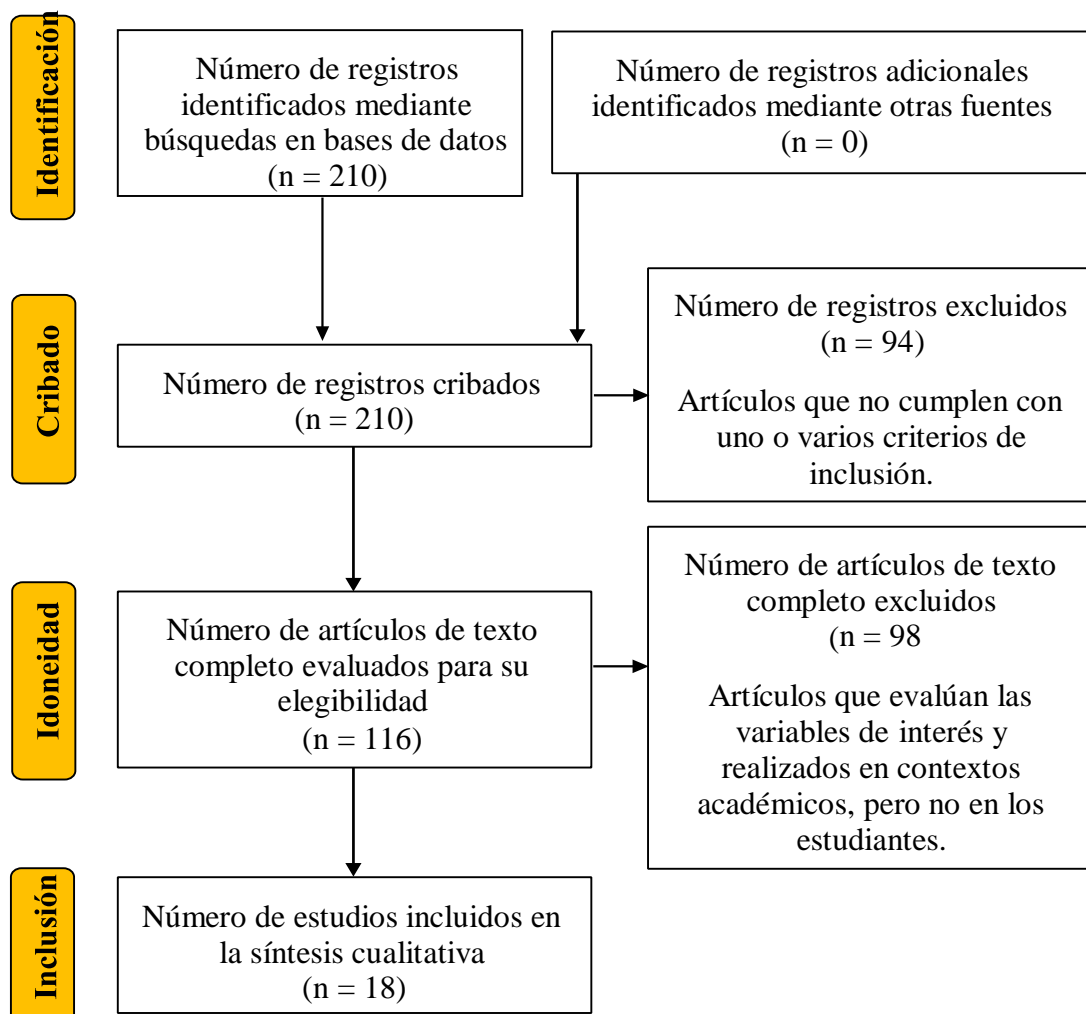 Identificación
Número de registros
identificados mediante
búsquedas en bases de datos
(n = 210)
Número de registros adicionales
identificados mediante otras fuentes
(n = 0)
Cribado
Número de registros cribados
(n = 210)
Número de registros excluidos
(n = 94)
Artículos que no cumplen con
uno o varios criterios de
inclusión.
Idoneidad
Número de artículos de texto
completo evaluados para su
elegibilidad
(n = 116)
Número de artículos de texto
completo excluidos
(n = 98
Artículos que evalúan las
variables de interés y
realizados en contextos
académicos, pero no en los
estudiantes.
Inclusión
Número de estudios incluidos en
la síntesis cualitativa
(n = 18)